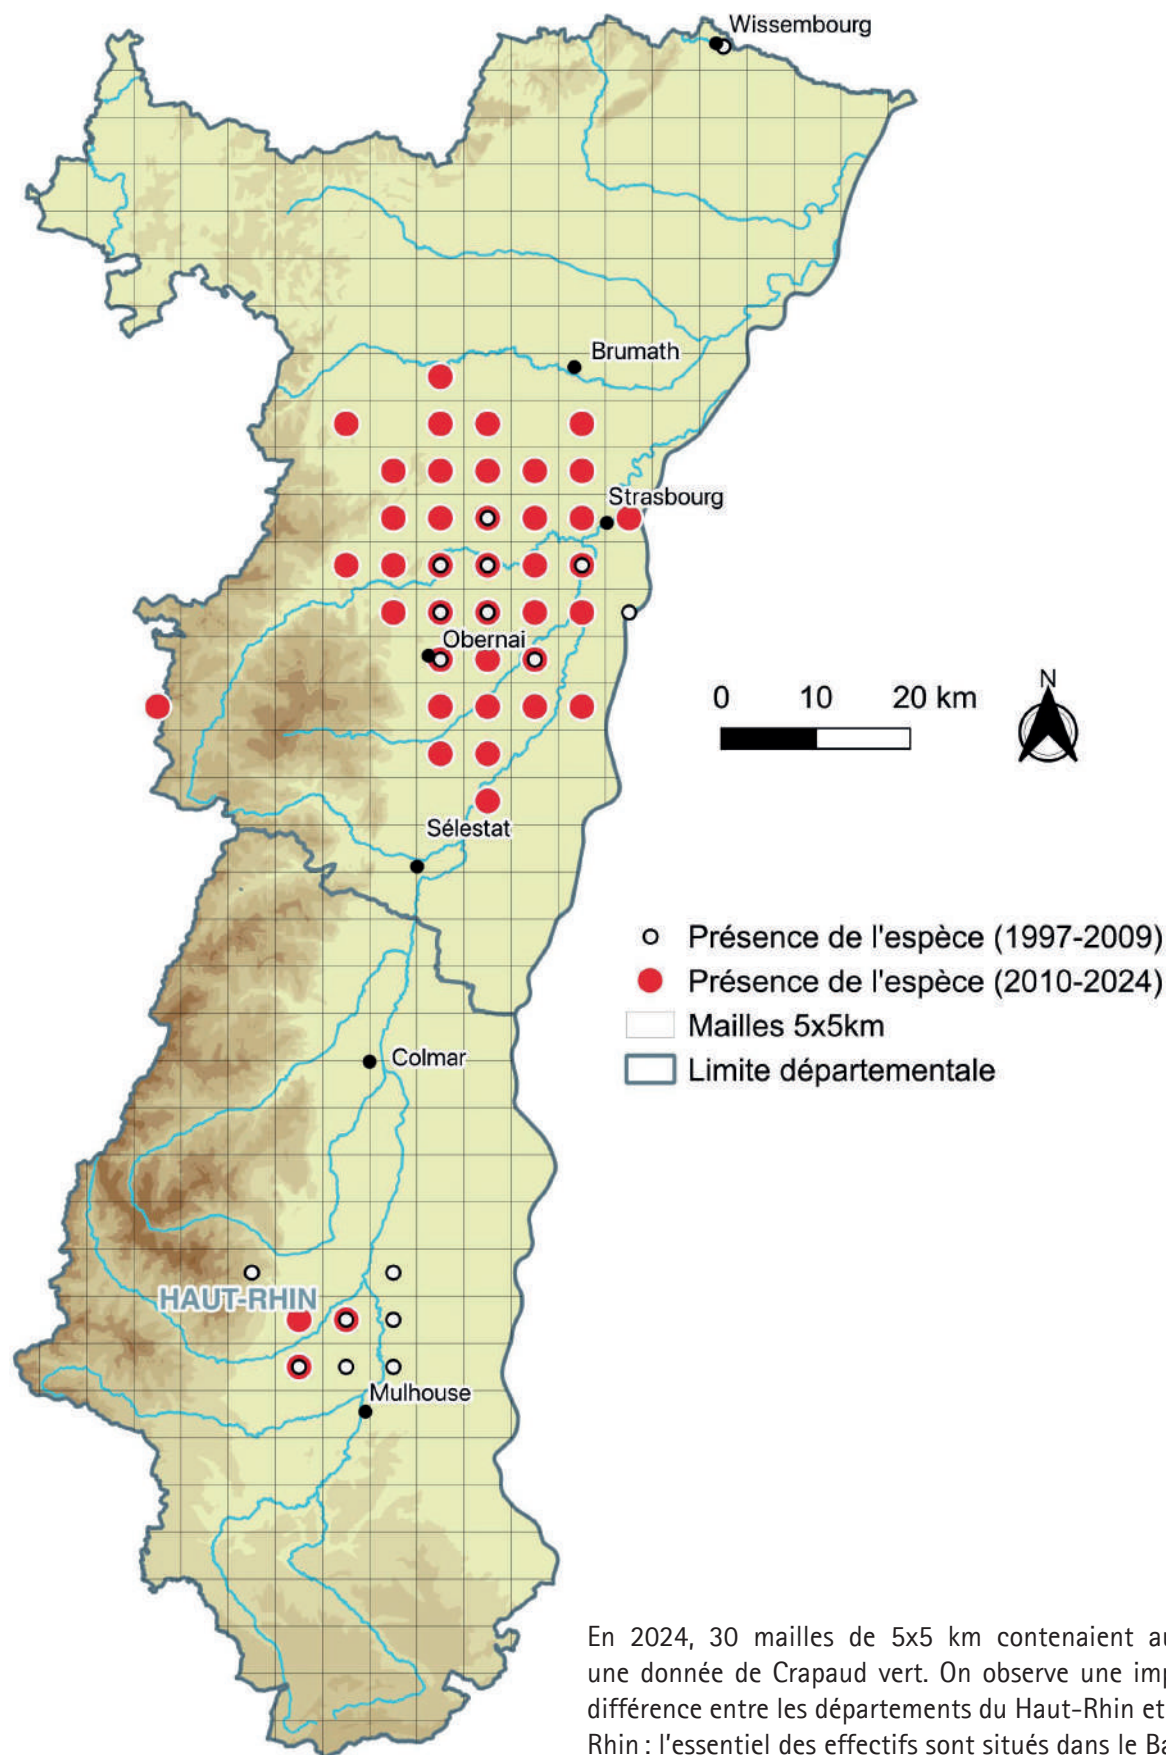 Wissembourg
Brumath
Strasbourg
Obernai
0 10 20 km
N
Sélestat
Présence de l'espèce (1997-2009)
Présence de l'espèce (2010-2024)
Mailles 5x5km
Limite départementale
Colmar
HAUT-RHIN
Mulhouse
En 2024, 30 mailles de 5x5 km contenaient au
une donnée de Crapaud vert. On observe une imp
différence entre les départements du Haut-Rhin et
Rhin : l'essentiel des effectifs sont situés dans le Ba